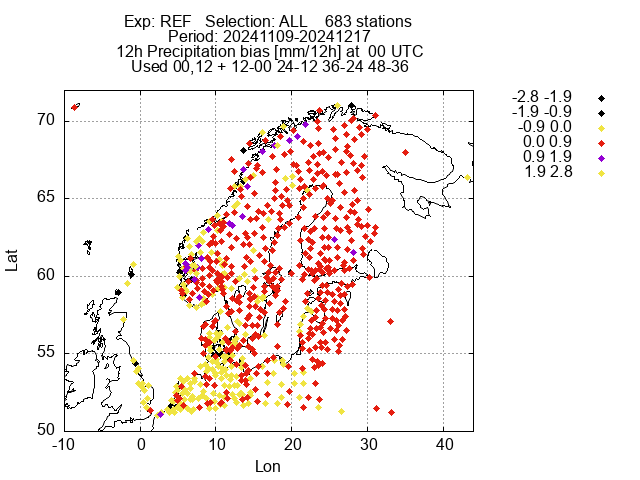 Exp: REF Selection: ALL 683 stations
Period: 20241109-20241217
12h Precipitation bias [mm/12h] at 00 UTC
Used 00,12 + 12-00 24-12 36-24 48-36
-2.8 -1.9
-1.9 -0.9
-0.9 0.0
0.0 0.9
0.9 1.9
1.9 2.8
70
65
60
55
50
Lat
-10 0 10 20 30 40
Lon